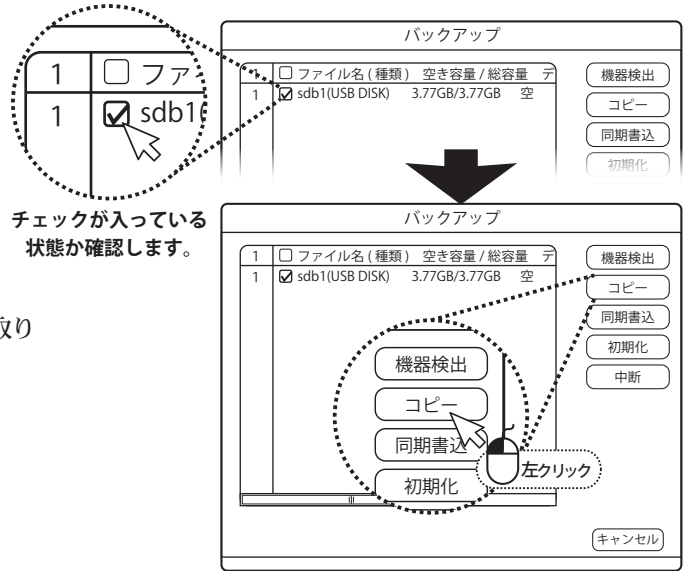 1
ファ
1
sdb1(
チェックが入っている
状態か確認します。
取り
バックアップ
1 ファイル名 ( 種類 ) 空き容量 / 総容量 デ
1 sdb1(USB DISK) 3.77GB/3.77GB 空
機器検出
コピー
同期書込
初期化
バックアップ
1 ファイル名 ( 種類 ) 空き容量 / 総容量 デ
1 sdb1(USB DISK) 3.77GB/3.77GB 空
機器検出
コピー
同期書込
初期化
中断
機器検出
コピー
同期書込
初期化
左クリック
キャンセル